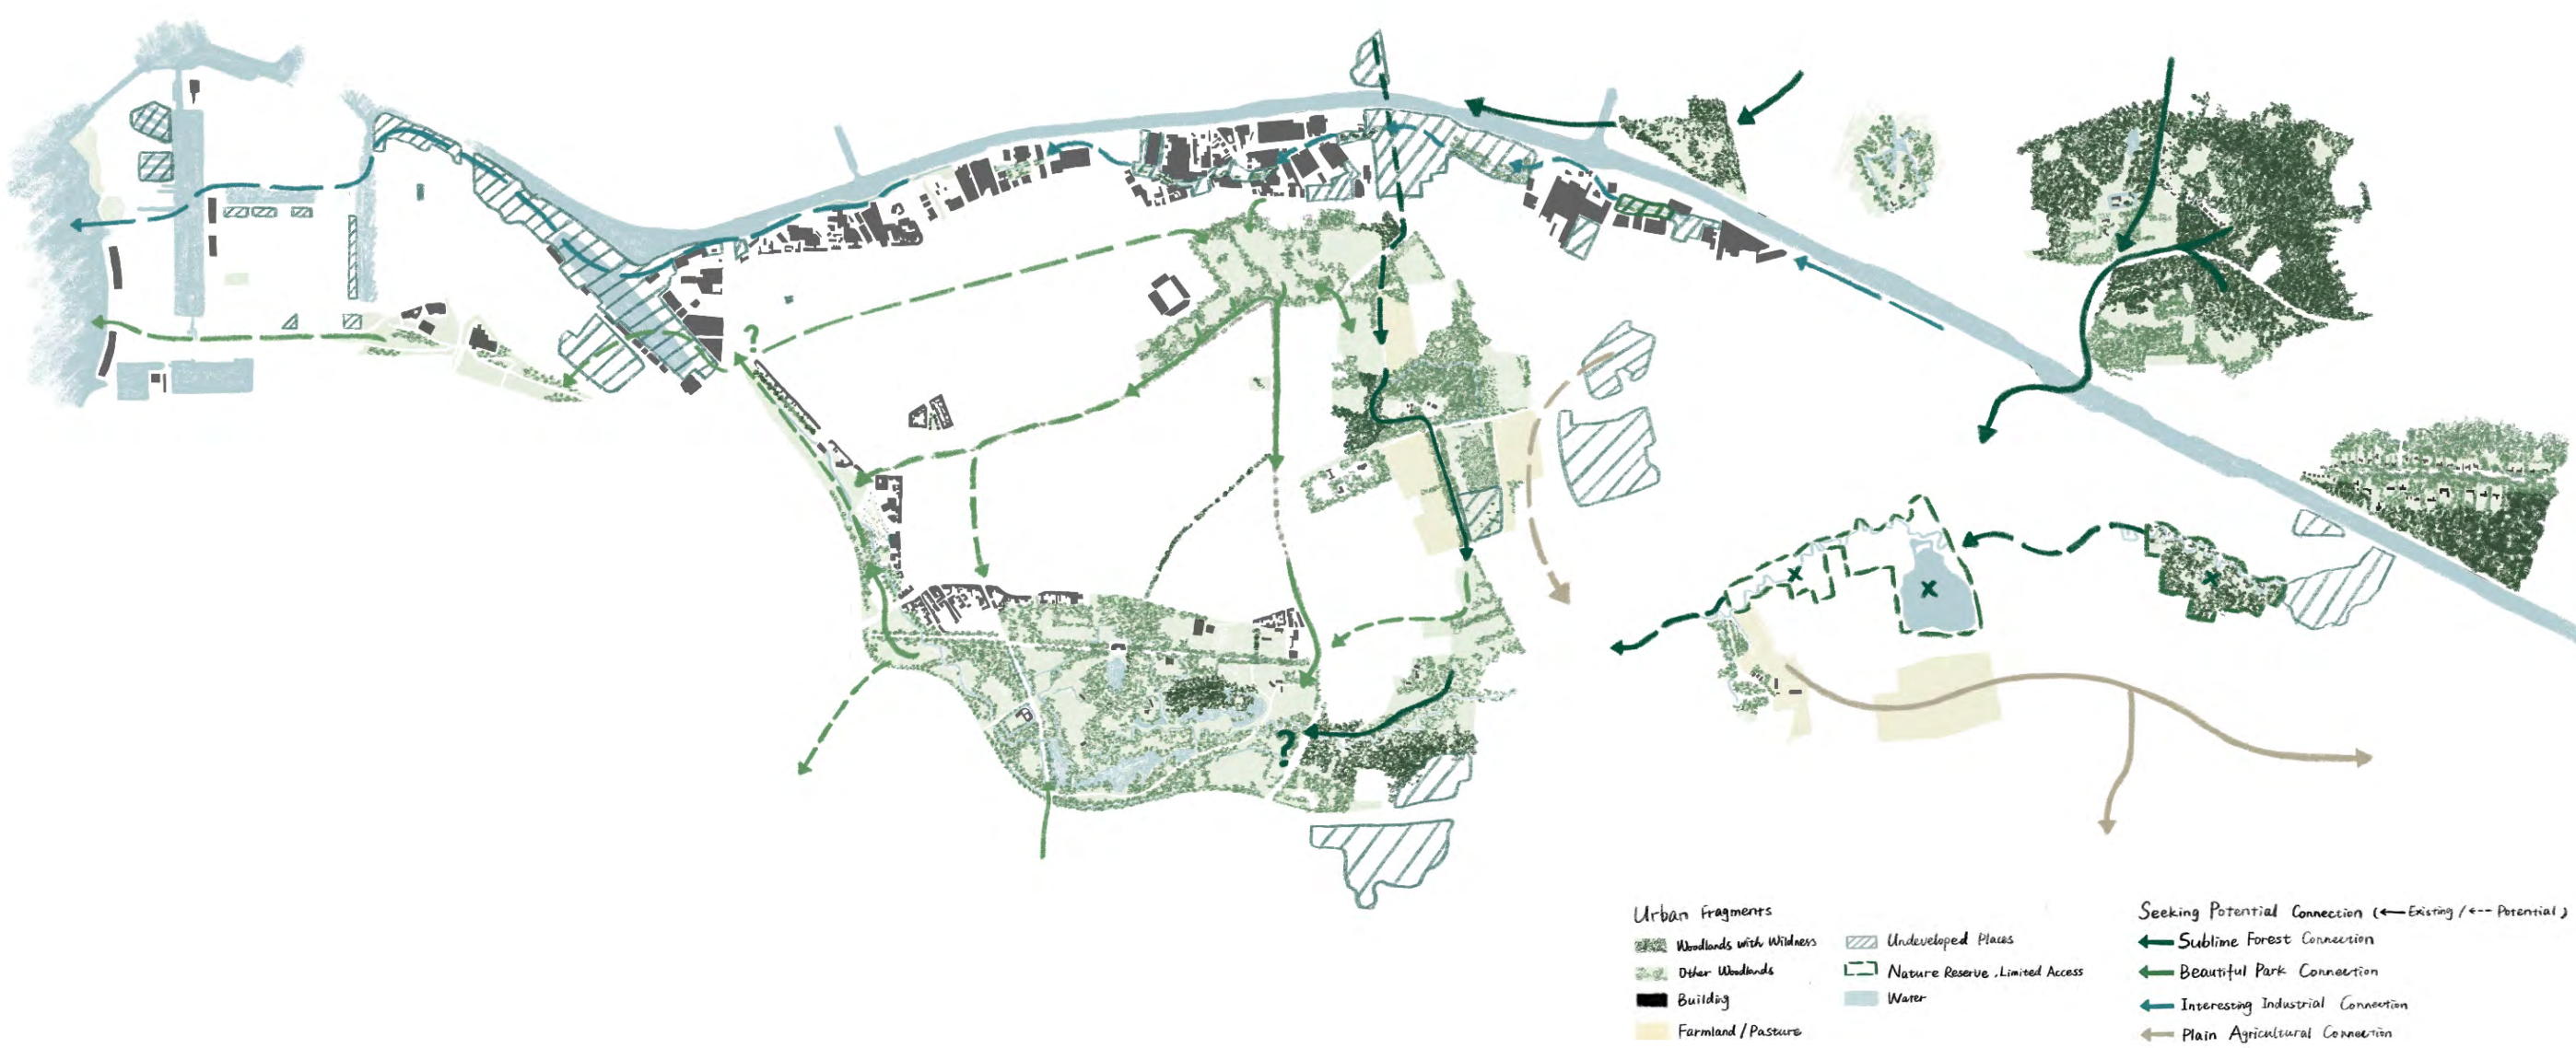 ?
?
x
x
x
Urban Fragments
Woodlands with Wildness
Other Woodlands
Building
Farmland / Pasture
Undeveloped Places
Nature Reserve, Limited Access
Water
Seeking Potential Connection (← Existing / ←-- Potential)
Sublime Forest Connection
Beautiful Park Connection
Interesting Industrial Connection
Plain Agricultural Connection